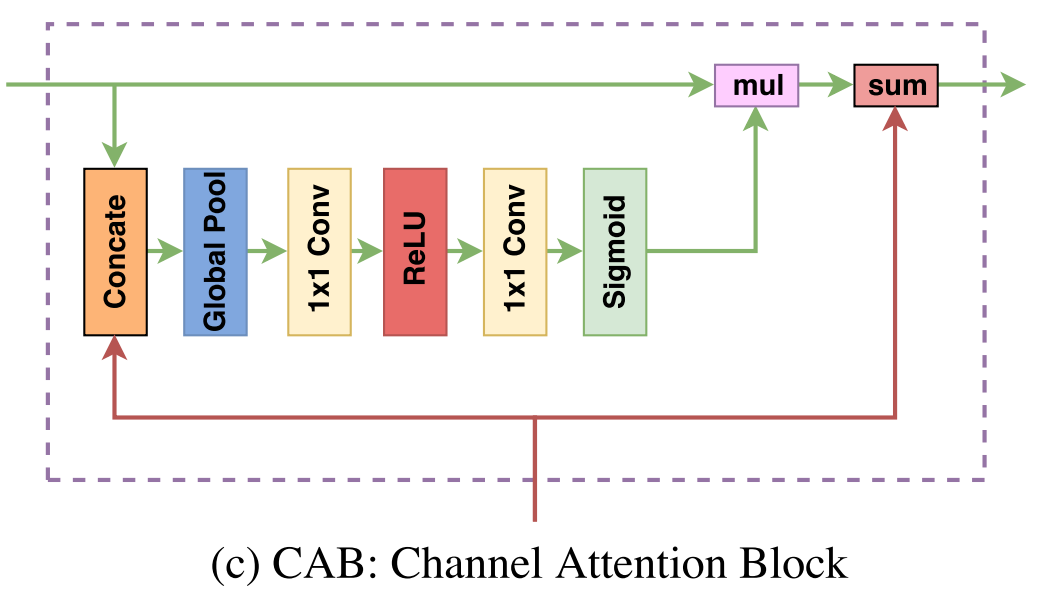 mul
sum
Concate
Global Pool
1x1 Conv
ReLU
1x1 Conv
Sigmoid
(c) CAB: Channel Attention Block